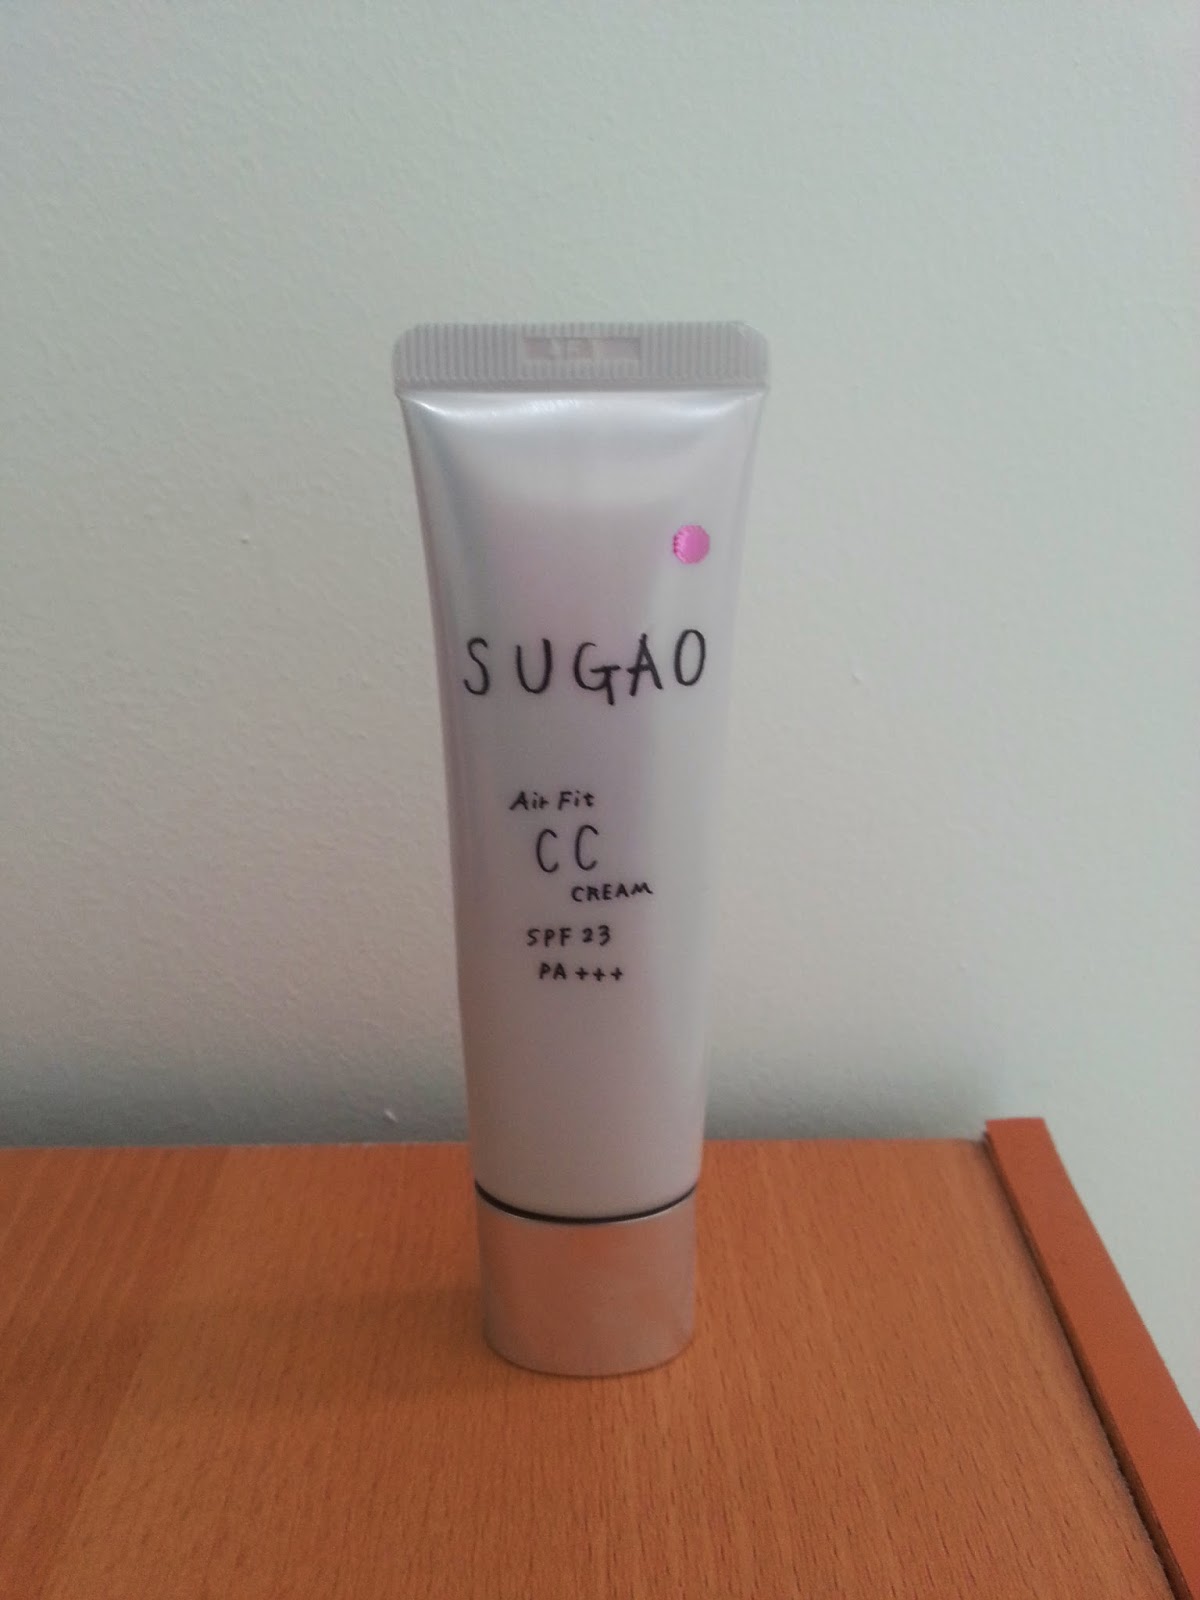 SUGAO
Air Fit
CC
CREAM
SPF 23
PA +++